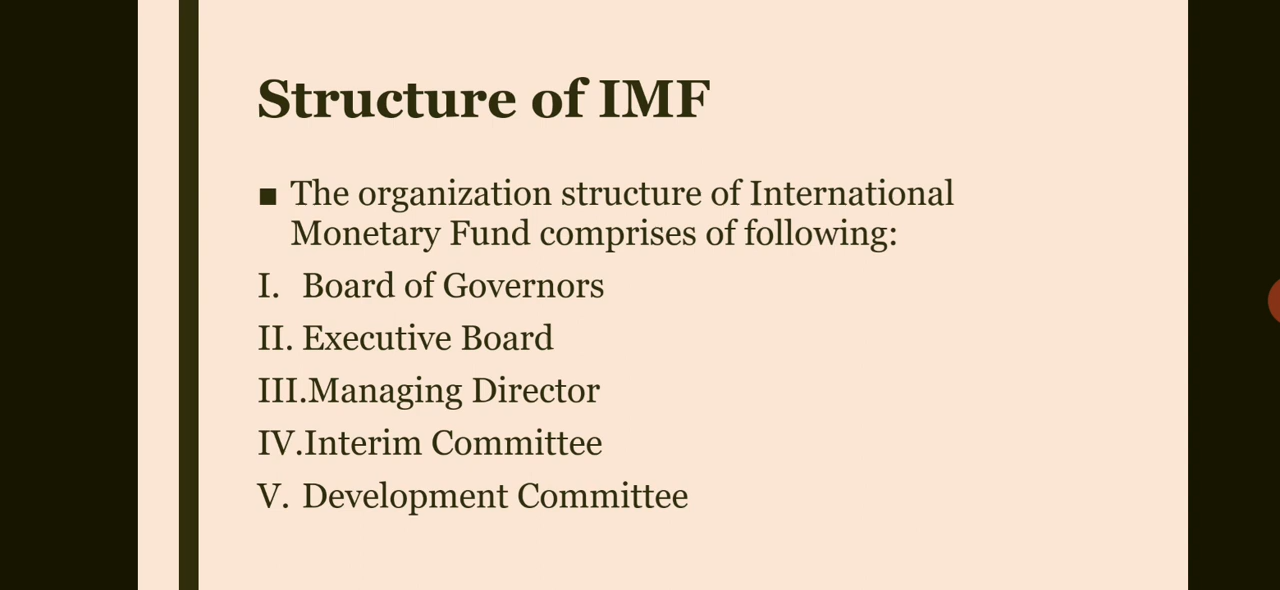 Structure of IMF
■ The organization structure of International
Monetary Fund comprises of following:
I. Board of Governors
II. Executive Board
III.Managing Director
IV.Interim Committee
V. Development Committee